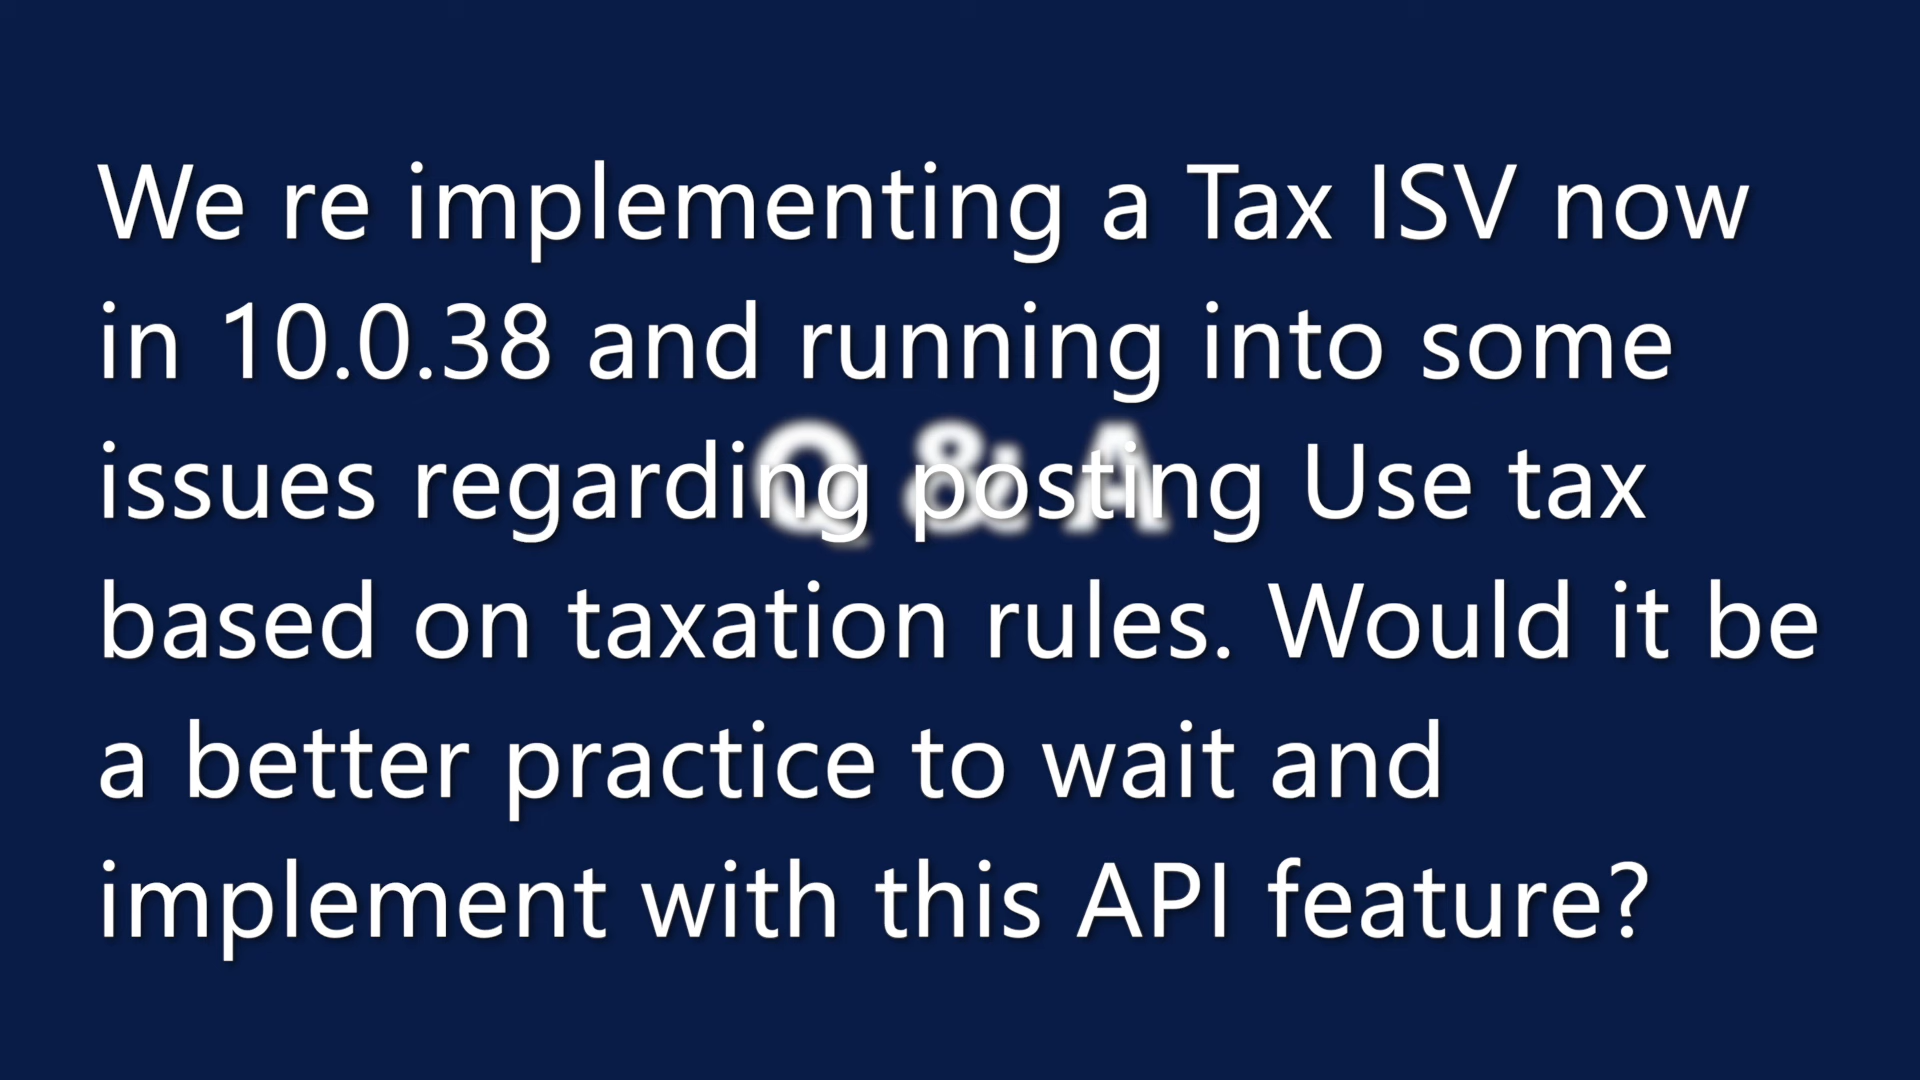 We re implementing a Tax ISV now
in 10.0.38 and running into some
issues regarding posting Use tax
Q & A
based on taxation rules. Would it be
a better practice to wait and
implement with this API feature?